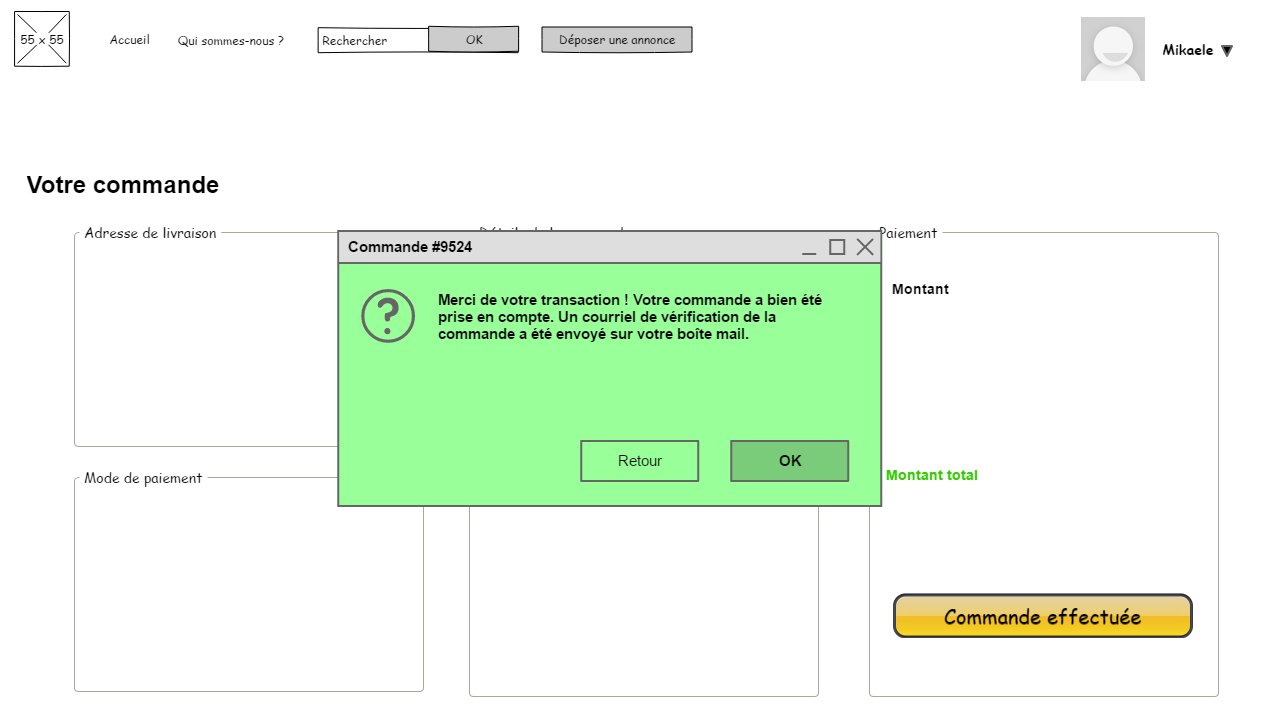 55 x 55
Accueil
Qui sommes-nous ?
Rechercher
OK
Déposer une annonce
Mikaele
Votre commande
Adresse de livraison
Paiement
Commande #9524
Montant
Merci de votre transaction ! Votre commande a bien été
prise en compte. Un courriel de vérification de la
commande a été envoyé sur votre boîte mail.
Retour
OK
Mode de paiement
Montant total
Commande effectuée